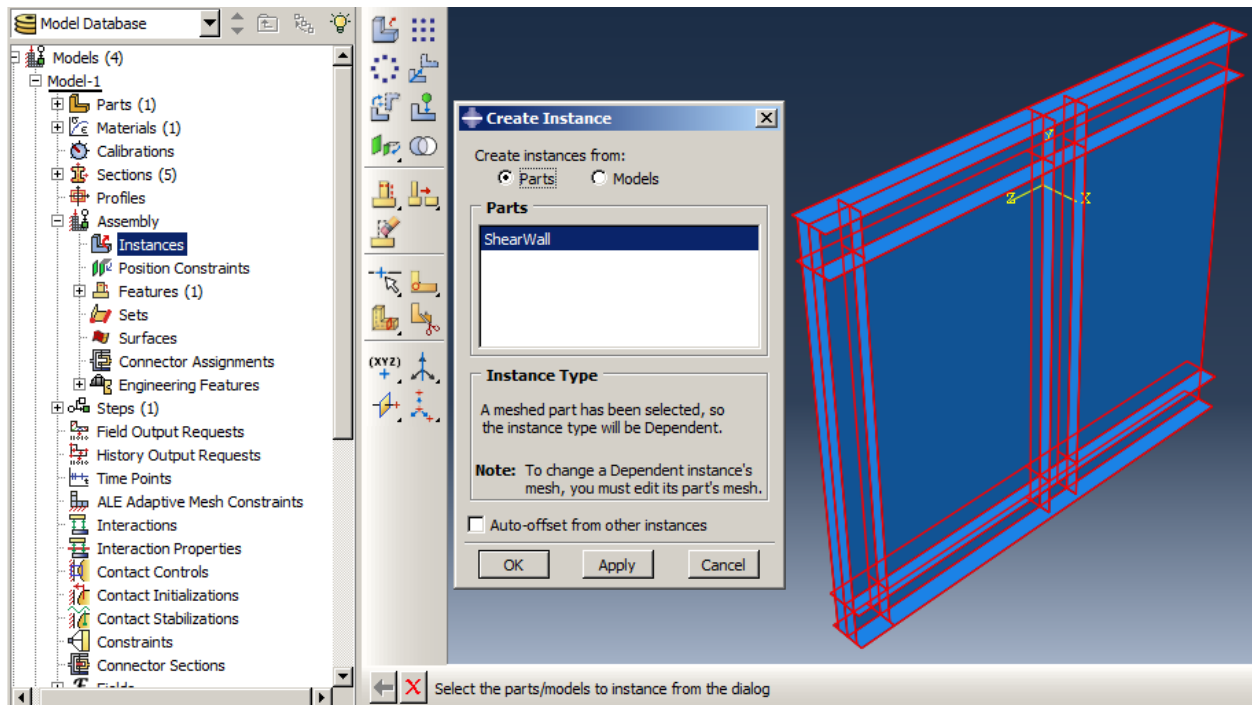 Model Database
Models (4)
Model-1
Parts (1)
Materials (1)
Calibrations
Sections (5)
Profiles
Assembly
Instances
Position Constraints
Features (1)
Sets
Surfaces
Connector Assignments
Engineering Features
Steps (1)
Field Output Requests
History Output Requests
Time Points
ALE Adaptive Mesh Constraints
Interactions
Interaction Properties
Contact Controls
Contact Initializations
Contact Stabilizations
Constraints
Connector Sections
Fields
(XYZ)
Create Instance
Create instances from:
Parts Models
Parts
ShearWall
Instance Type
A meshed part has been selected, so
the instance type will be Dependent.
Note: To change a Dependent instance's
mesh, you must edit its part's mesh.
Auto-offset from other instances
OK Apply Cancel
Y
Z X
Select the parts/models to instance from the dialog